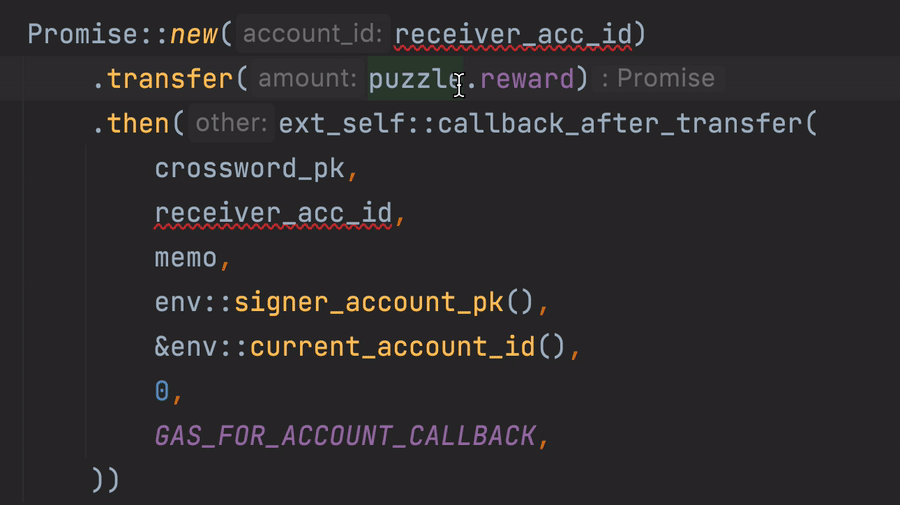 Promise::new( account_id: receiver_acc_id)
.transfer( amount: puzzle.reward) : Promise
.then( other: ext_self::callback_after_transfer(
crossword_pk,
receiver_acc_id,
memo,
env::signer_account_pk(),
&env::current_account_id(),
0,
GAS_FOR_ACCOUNT_CALLBACK,
))